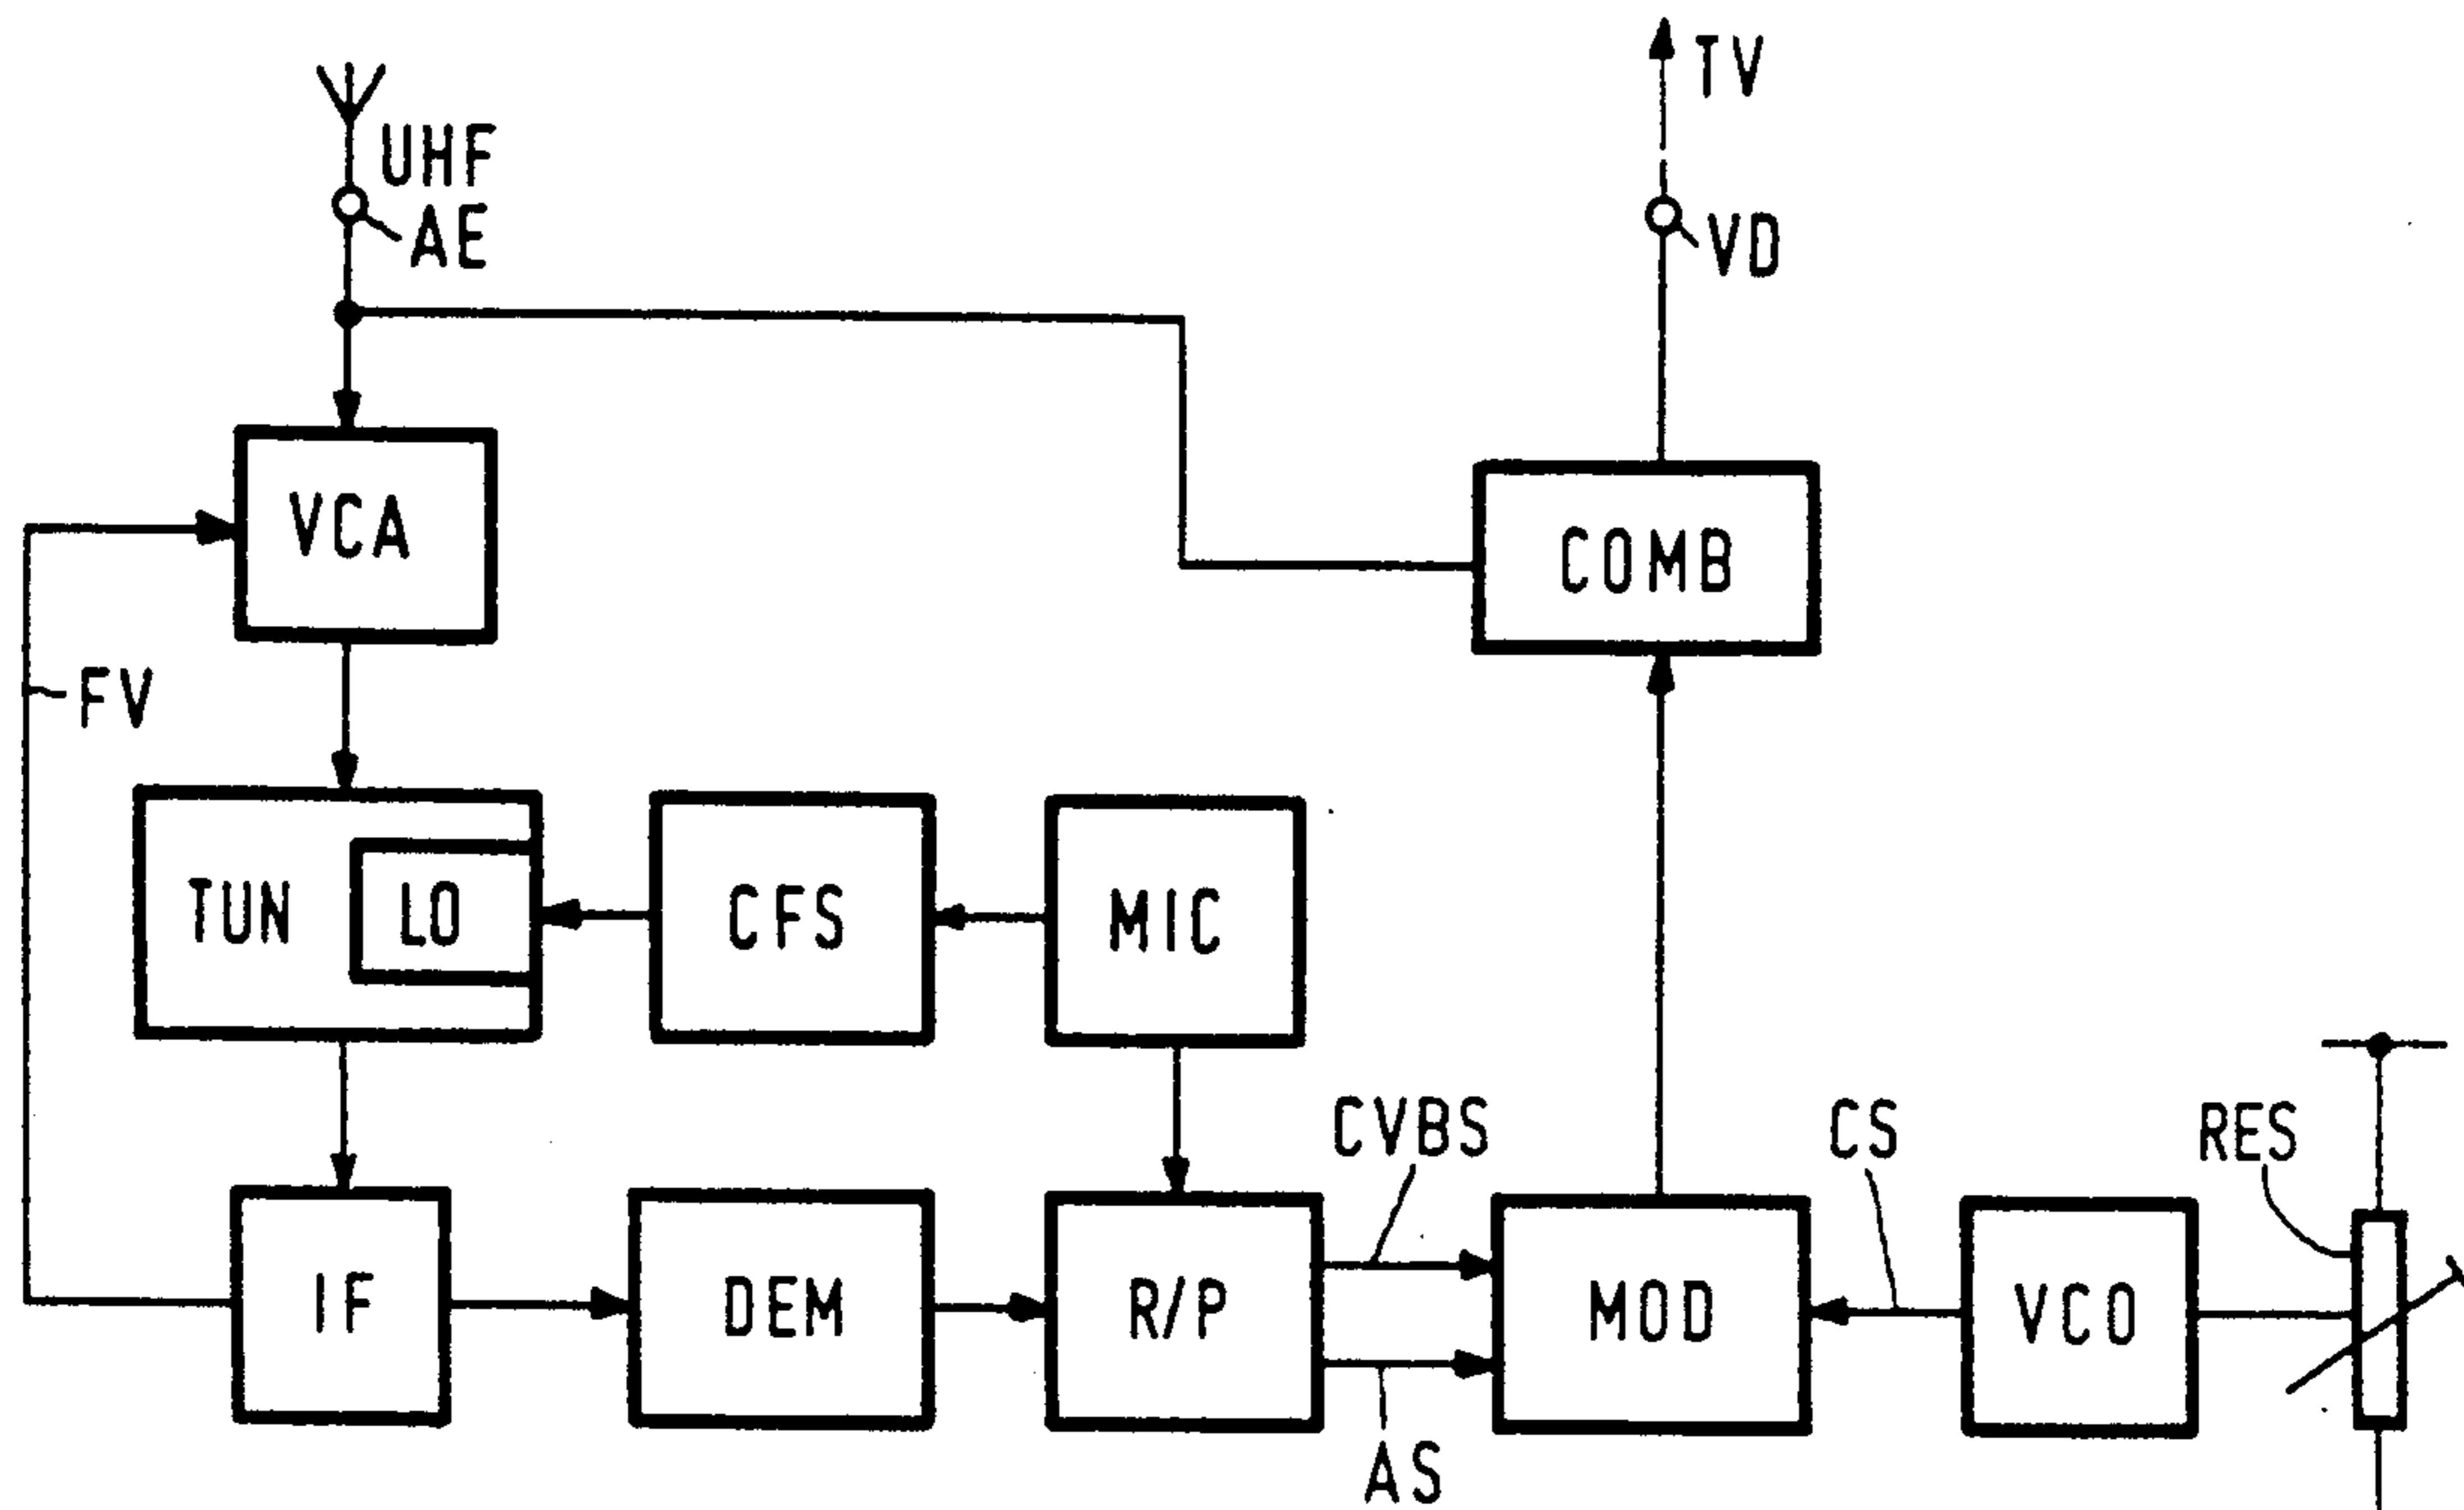 TV
UHF
AE
VD
VCA
COMB
FV
TUN
LO
CFS
MIC
CVBS
CS
RES
IF
DEM
R/P
MOD
VCO
AS